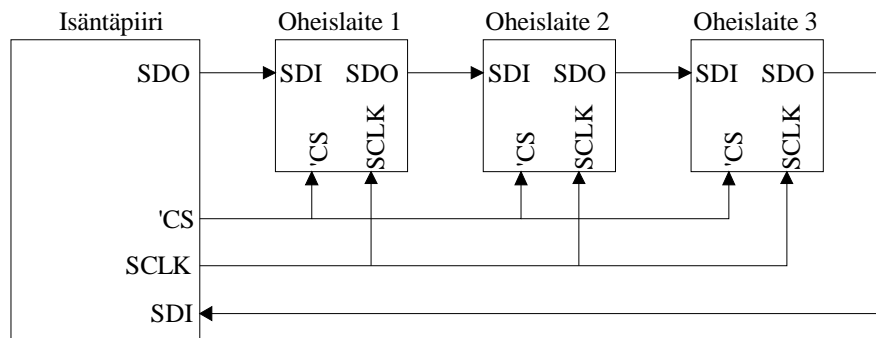 Isäntäpiiri
Oheislaite 1
Oheislaite 2
Oheislaite 3
SDO
SDI SDO
SDI SDO
SDI SDO
'CS
SCLK
'CS
SCLK
'CS
SCLK
'CS
SCLK
SDI